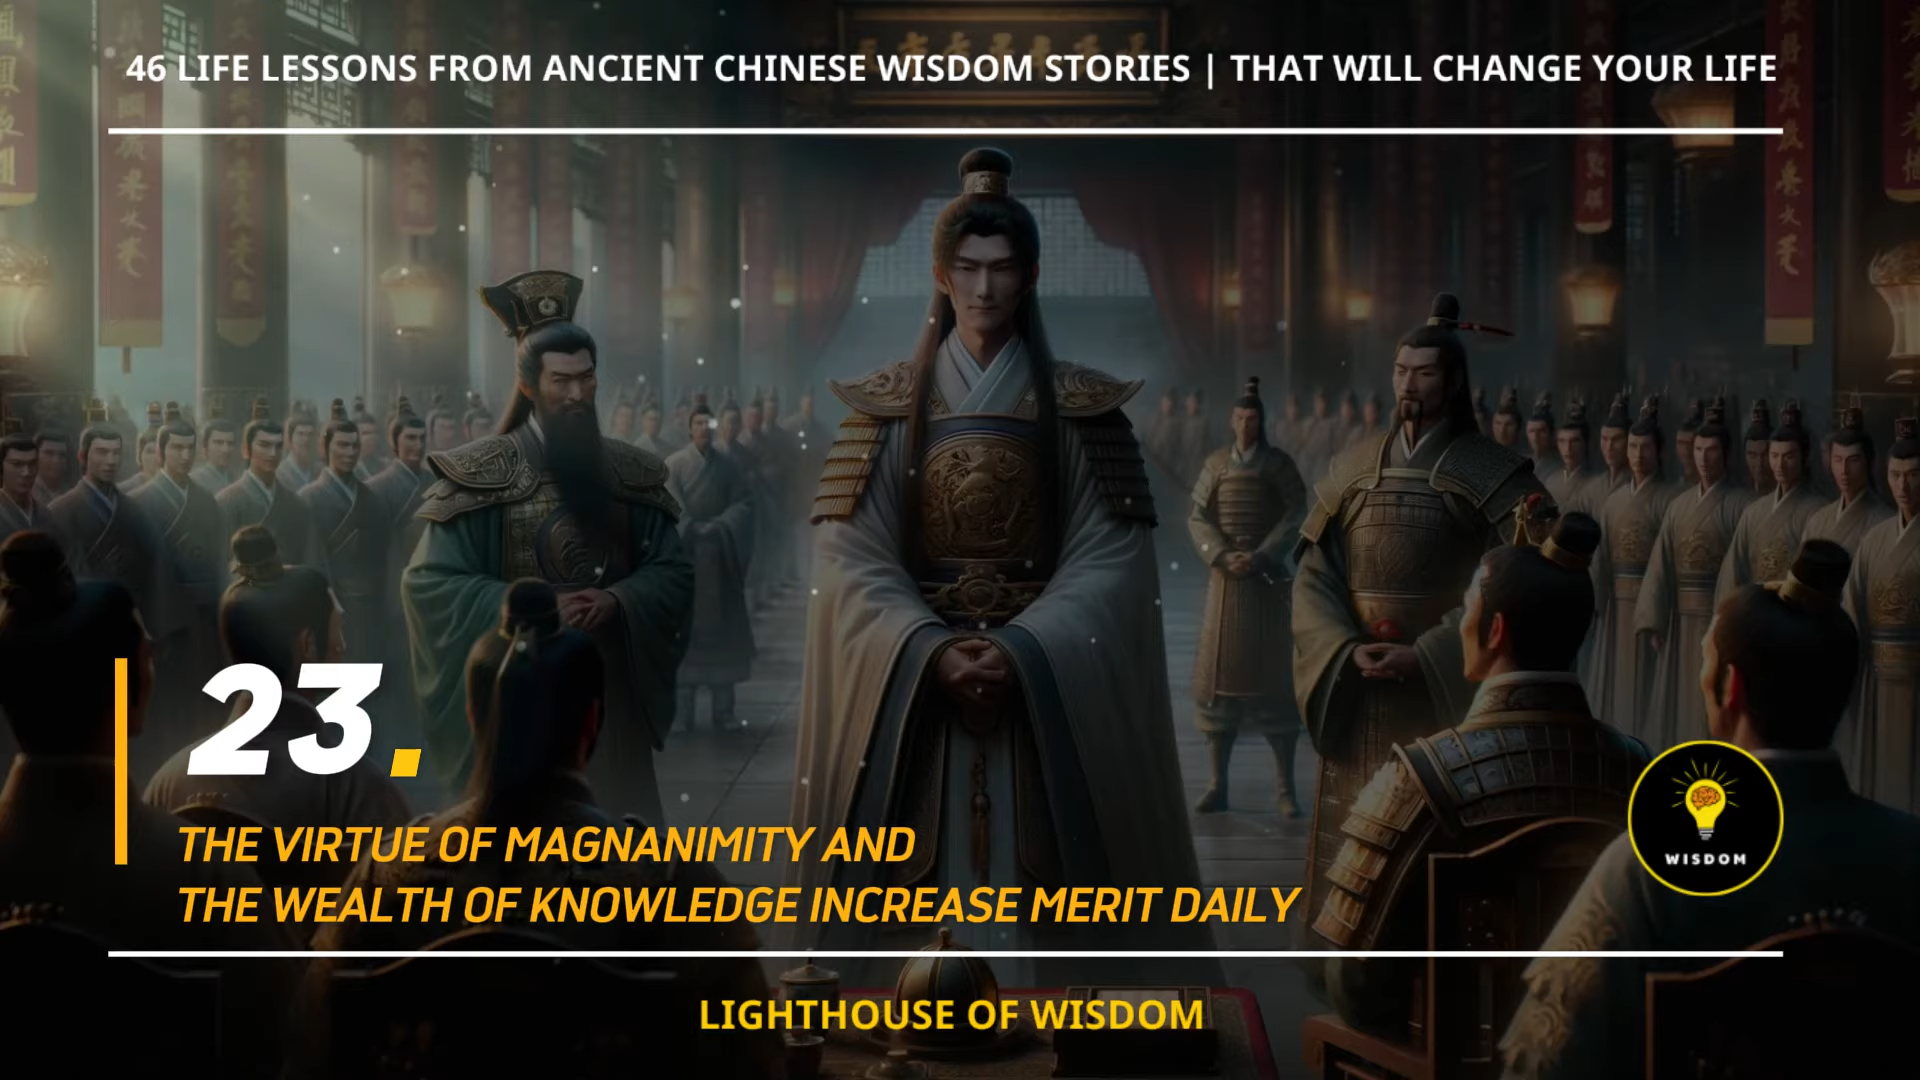 46 LIFE LESSONS FROM ANCIENT CHINESE WISDOM STORIES | THAT WILL CHANGE YOUR LIFE
23.
THE VIRTUE OF MAGNANIMITY AND
THE WEALTH OF KNOWLEDGE INCREASE MERIT DAILY
WISDOM
LIGHTHOUSE OF WISDOM